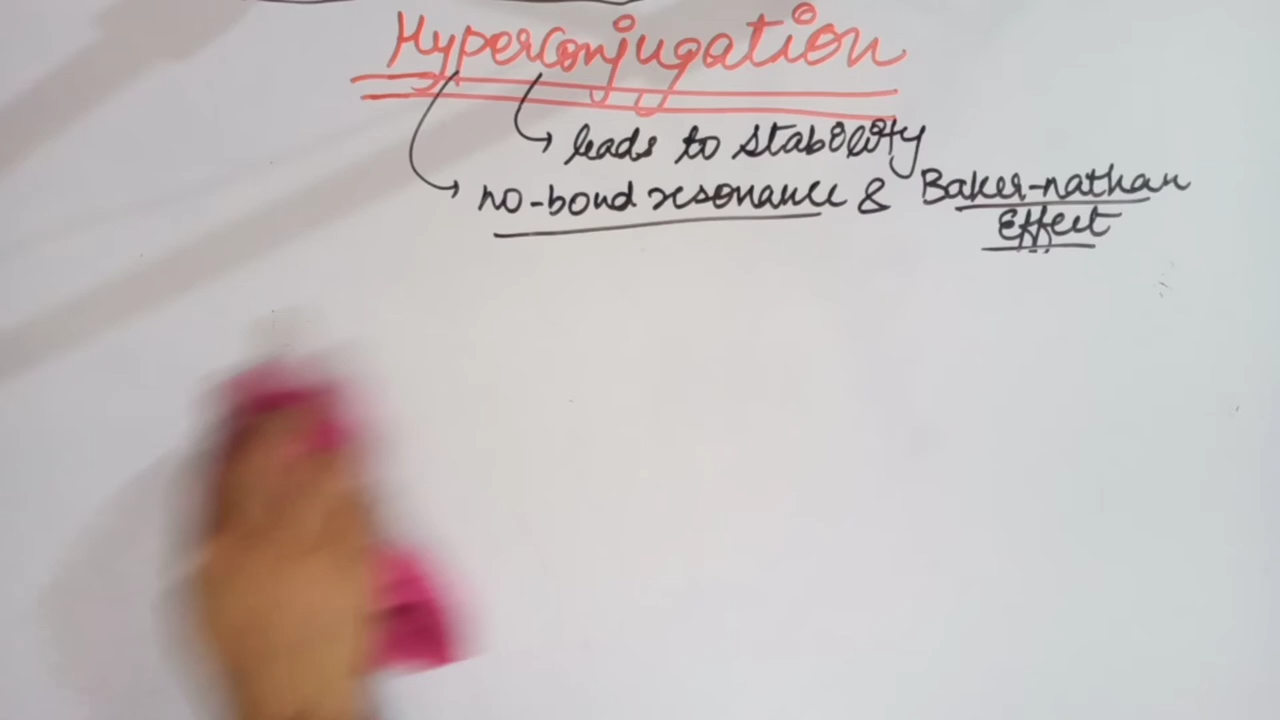 Hyperconjugation
leads to stability
no-bond resonance & Baker-nathan
Effect